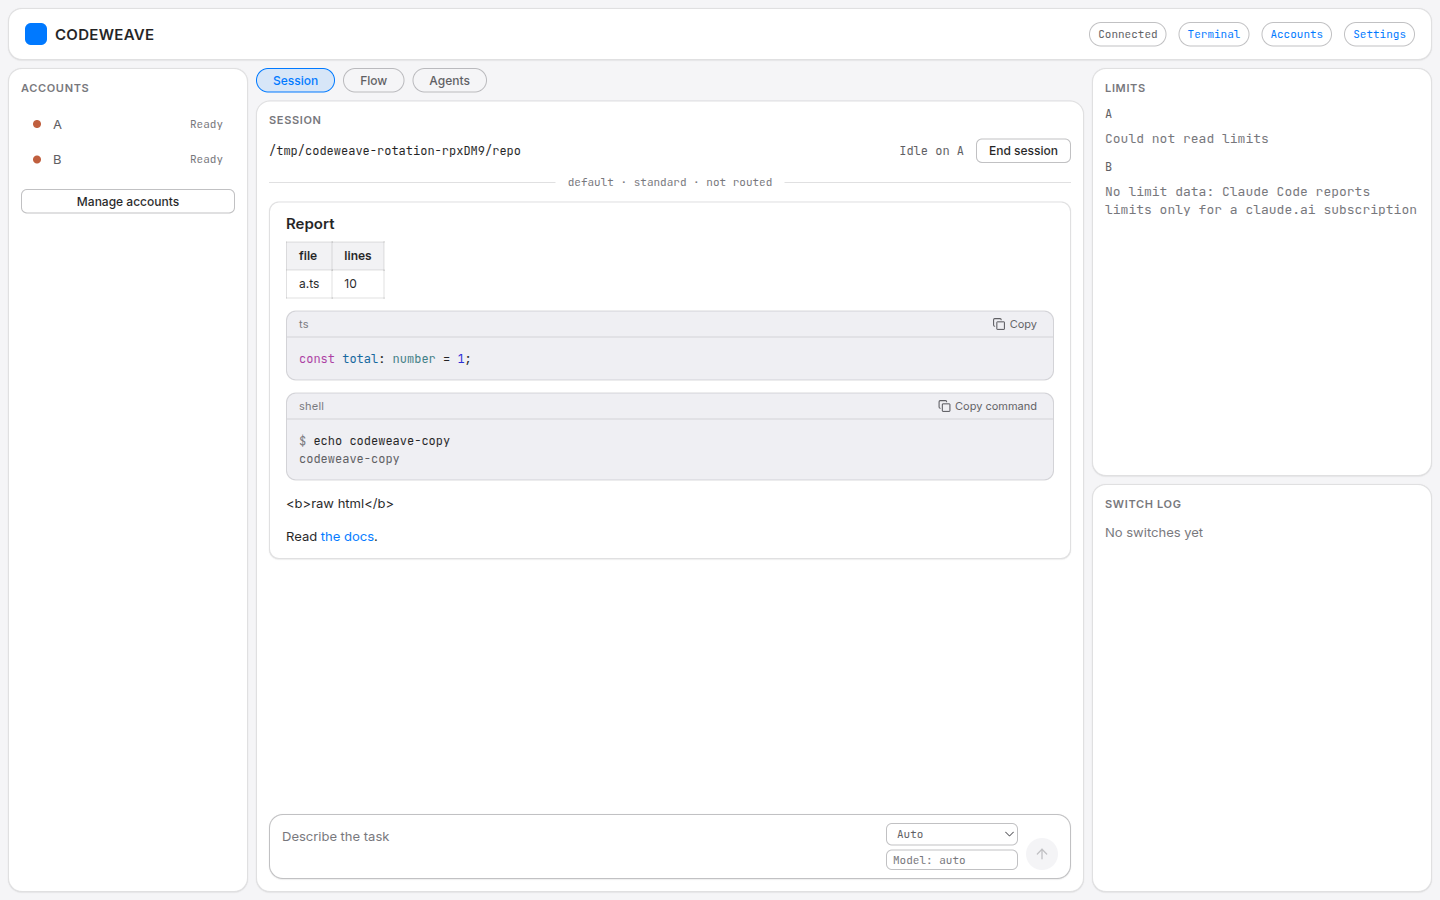 CODEWEAVE
Connected
Terminal
Accounts
Settings
ACCOUNTS
A Ready
B Ready
Manage accounts
Session
Flow
Agents
SESSION
/tmp/codeweave-rotation-rpxDM9/repo
Idle on A
End session
default · standard · not routed
Report
file lines
a.ts 10
ts
Copy
const total: number = 1;
shell
Copy command
$ echo codeweave-copy
codeweave-copy
<b>raw html</b>
Read the docs.
Describe the task
Auto
Model: auto
LIMITS
A
Could not read limits
B
No limit data: Claude Code reports
limits only for a claude.ai subscription
SWITCH LOG
No switches yet